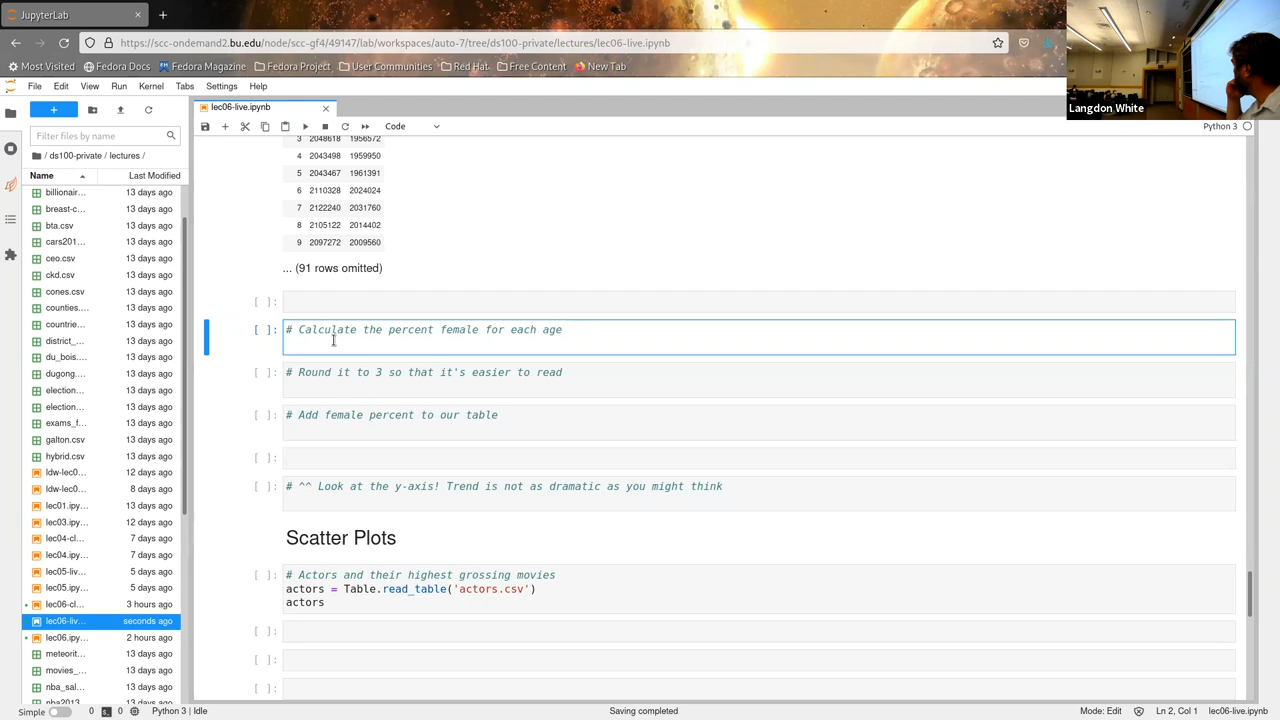 JupyterLab
https://scc-ondemand2.bu.edu/node/scc-gf4/49147/lab/workspaces/auto-7/tree/ds100-private/lectures/lec06-live.ipynb
Most Visited Fedora Docs Fedora Magazine Fedora Project User Communities Red Hat Free Content New Tab
Langdon White
File Edit View Run Kernel Tabs Settings Help
lec06-live.ipynb
Code
Python 3
Filter files by name
/ ds100-private / lectures /
Name Last Modified
billionair... 13 days ago
breast-c... 13 days ago
bta.csv 13 days ago
cars201... 13 days ago
ceo.csv 13 days ago
ckd.csv 13 days ago
cones.csv 13 days ago
counties.... 13 days ago
countrie... 13 days ago
district_... 13 days ago
du_bois.... 13 days ago
dugong.... 13 days ago
election... 13 days ago
election... 13 days ago
exams_f... 13 days ago
galton.csv 13 days ago
hybrid.csv 13 days ago
ldw-lec0... 12 days ago
ldw-lec0... 8 days ago
lec01.ipy... 13 days ago
lec03.ipy... 12 days ago
lec04-cl... 7 days ago
lec04.ipy... 7 days ago
lec05-liv... 5 days ago
lec05.ipy... 5 days ago
lec06-cl... 3 hours ago
lec06-liv... seconds ago
lec06.ipy... 2 hours ago
meteorit... 13 days ago
movies_... 13 days ago
nba_sal... 13 days ago
nba2013... 13 days ago
3 2048618 1956572
4 2043498 1959950
5 2043467 1961391
6 2110328 2024024
7 2122240 2031760
8 2105122 2014402
9 2097272 2009560
... (91 rows omitted)
[ ]:
[ ]: # Calculate the percent female for each age
[ ]: # Round it to 3 so that it's easier to read
[ ]: # Add female percent to our table
[ ]:
[ ]: # ^^ Look at the y-axis! Trend is not as dramatic as you might think
Scatter Plots
[ ]: # Actors and their highest grossing movies
actors = Table.read_table('actors.csv')
actors
[ ]:
[ ]:
[ ]:
Simple 0 0 Python 3 | Idle Saving completed Mode: Edit Ln 2, Col 1 lec06-live.ipynb